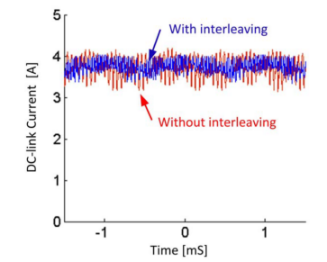 5
With interleaving
4
3
DC-link Current [A]
2
Without interleaving
1
0
-1
0
1
Time [mS]